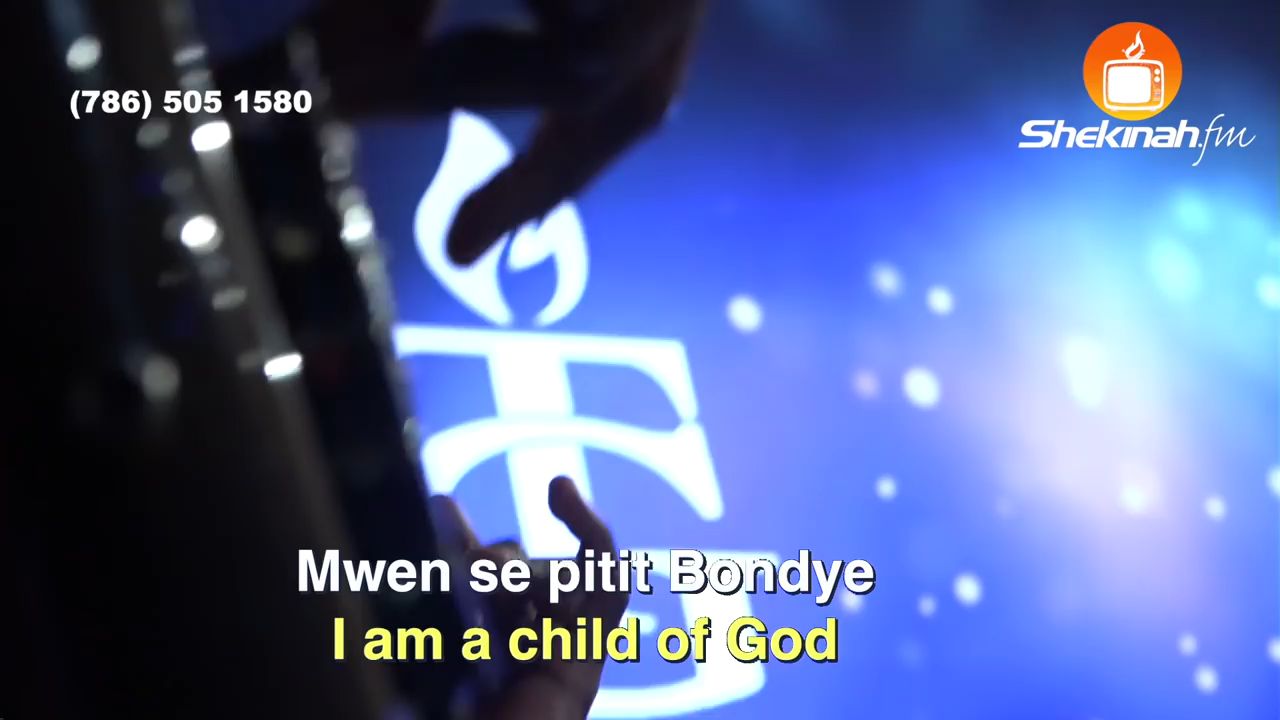 (786) 505 1580
Shekinah.fm
Mwen se pitit Bondye
I am a child of God